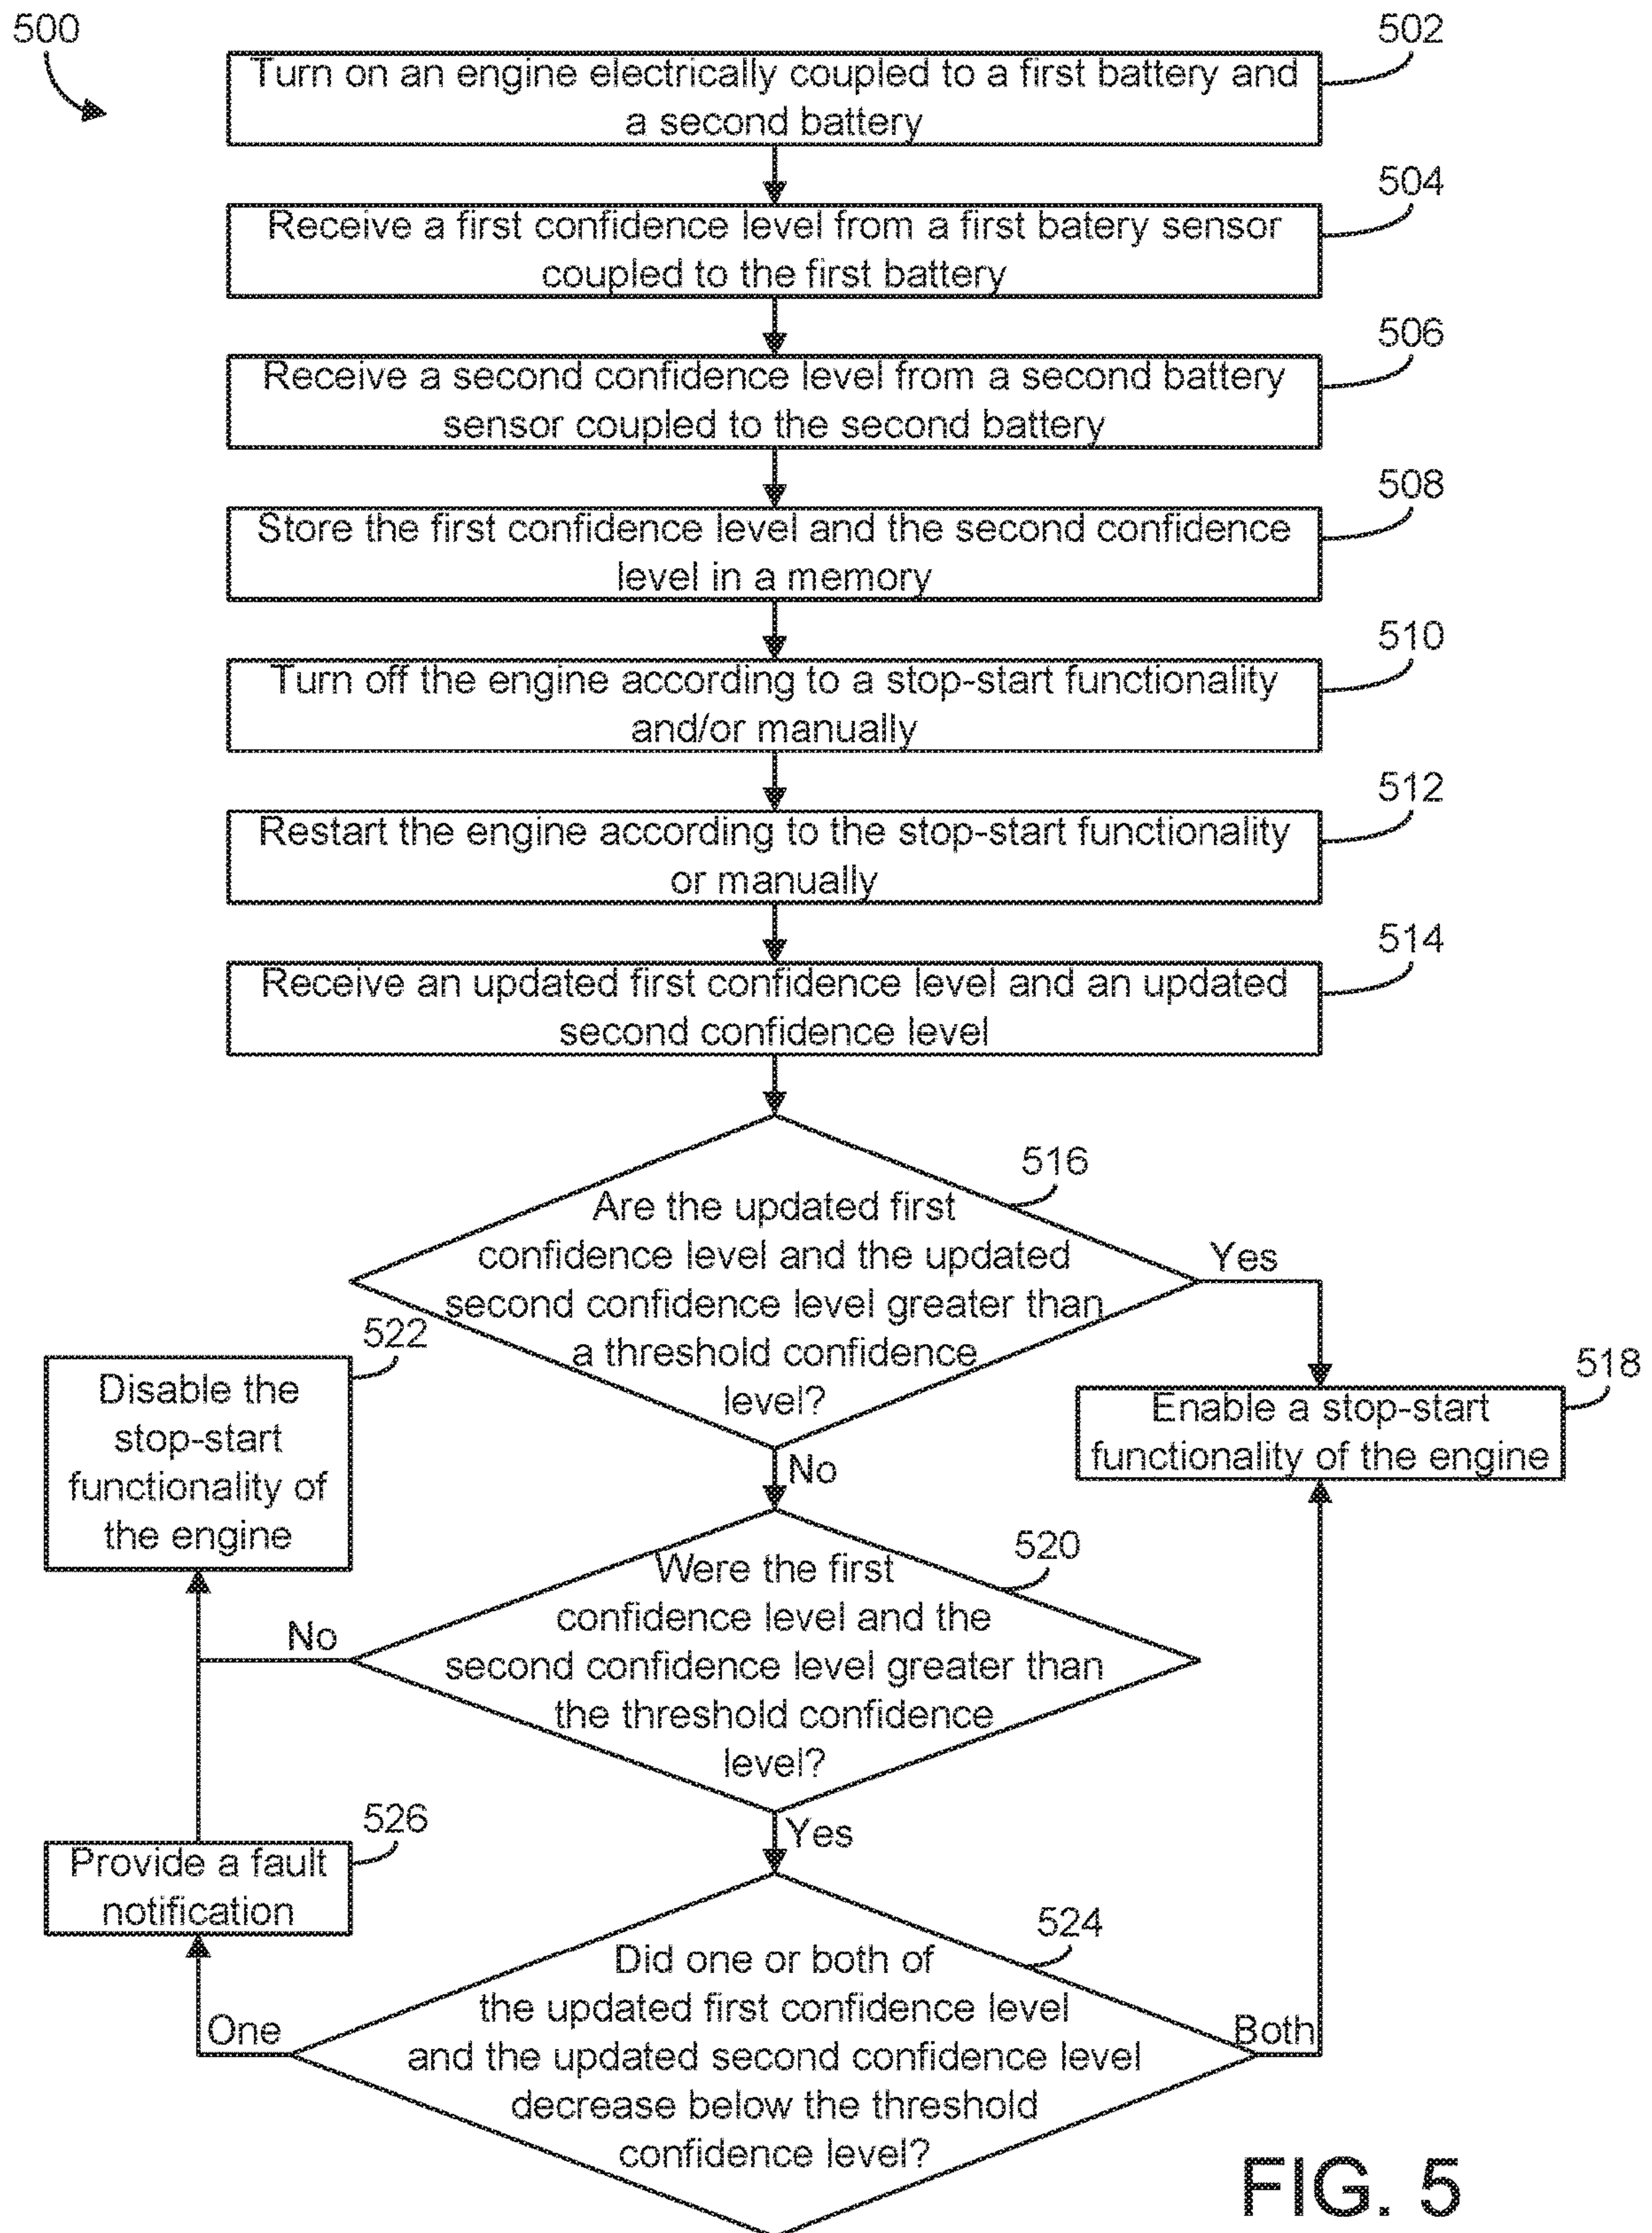 500
502
Turn on an engine electrically coupled to a first battery and
a second battery
504
Receive a first confidence level from a first batery sensor
coupled to the first battery
506
Receive a second confidence level from a second battery
sensor coupled to the second battery
508
Store the first confidence level and the second confidence
level in a memory
510
Turn off the engine according to a stop-start functionality
and/or manually
512
Restart the engine according to the stop-start functionality
or manually
514
Receive an updated first confidence level and an updated
second confidence level
516
Are the updated first
confidence level and the updated
second confidence level greater than
a threshold confidence
level?
Yes
518
Enable a stop-start
functionality of the engine
No
522
Disable the
stop-start
functionality of
the engine
520
Were the first
confidence level and the
second confidence level greater than
the threshold confidence
level?
No
Yes
526
Provide a fault
notification
524
Did one or both of
the updated first confidence level
and the updated second confidence level
decrease below the threshold
confidence level?
One
Both
FIG. 5